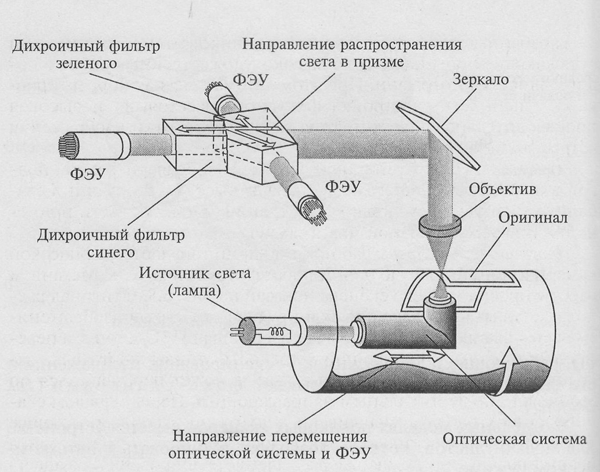 Дихроичный фильтр
зеленого
Направление распространения
света в призме
ФЭУ
Зеркало
ФЭУ
ФЭУ
Объектив
Оригинал
Дихроичный фильтр
синего
Источник света
(лампа)
Направление перемещения
оптической системы и ФЭУ
Оптическая система